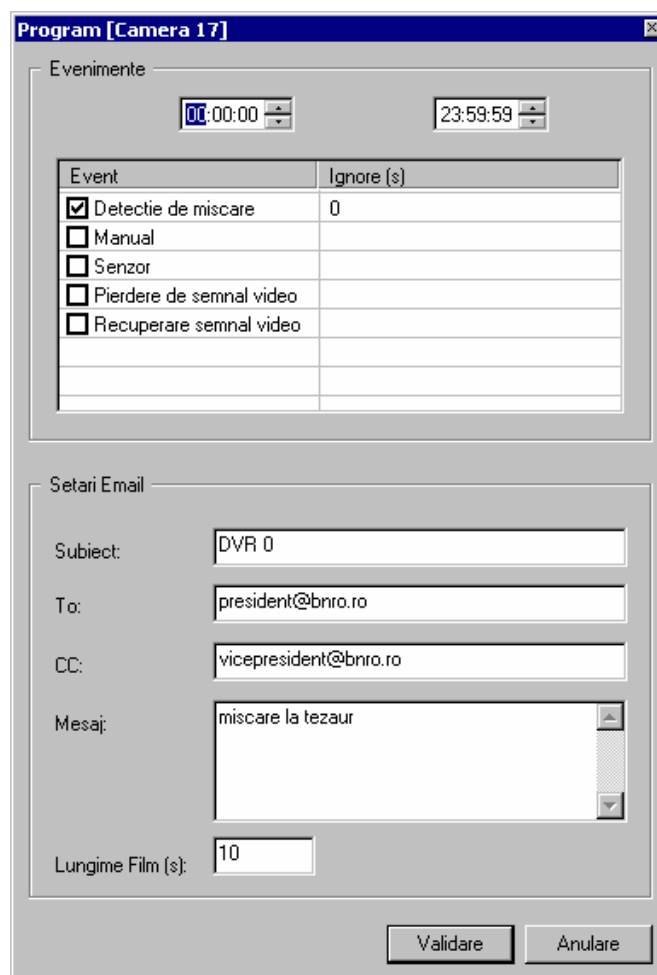 Program [Camera 17]
Evenimente
00:00:00 23:59:59
Event Ignore (s)
Detectie de miscare 0
Manual
Senzor
Pierdere de semnal video
Recuperare semnal video
Setari Email
Subiect: DVR 0
To: president@bnro.ro
CC: vicepresident@bnro.ro
Mesaj: miscare la tezaur
Lungime Film (s): 10
Validare Anulare